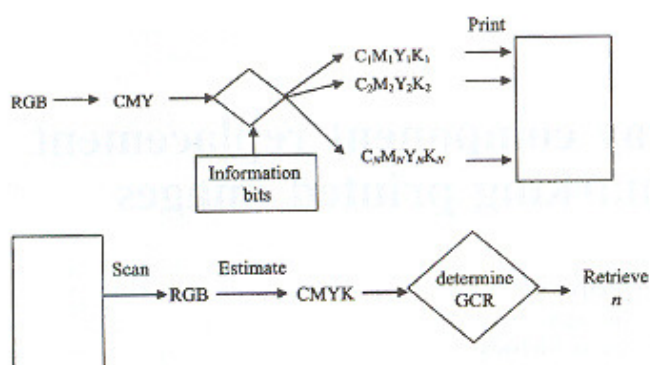 Print
C₁M₁Y₁K₁
C₂M₂Y₂K₂
RGB
CMY
CNMNYNKN
Information
bits
Scan
RGB
Estimate
CMYK
determine
GCR
Retrieve
n